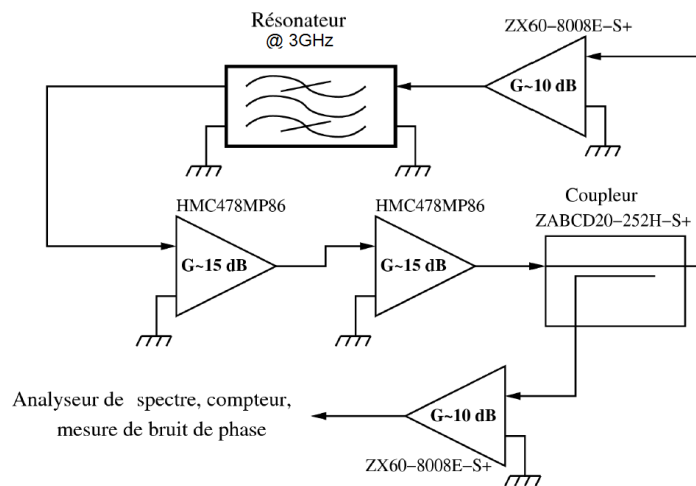 Résonateur
@ 3GHz
ZX60-8008E-S+
G~10 dB
HMC478MP86
HMC478MP86
G~15 dB
G~15 dB
Coupleur
ZABCD20-252H-S+
Analyseur de spectre, compteur,
mesure de bruit de phase
G~10 dB
ZX60-8008E-S+